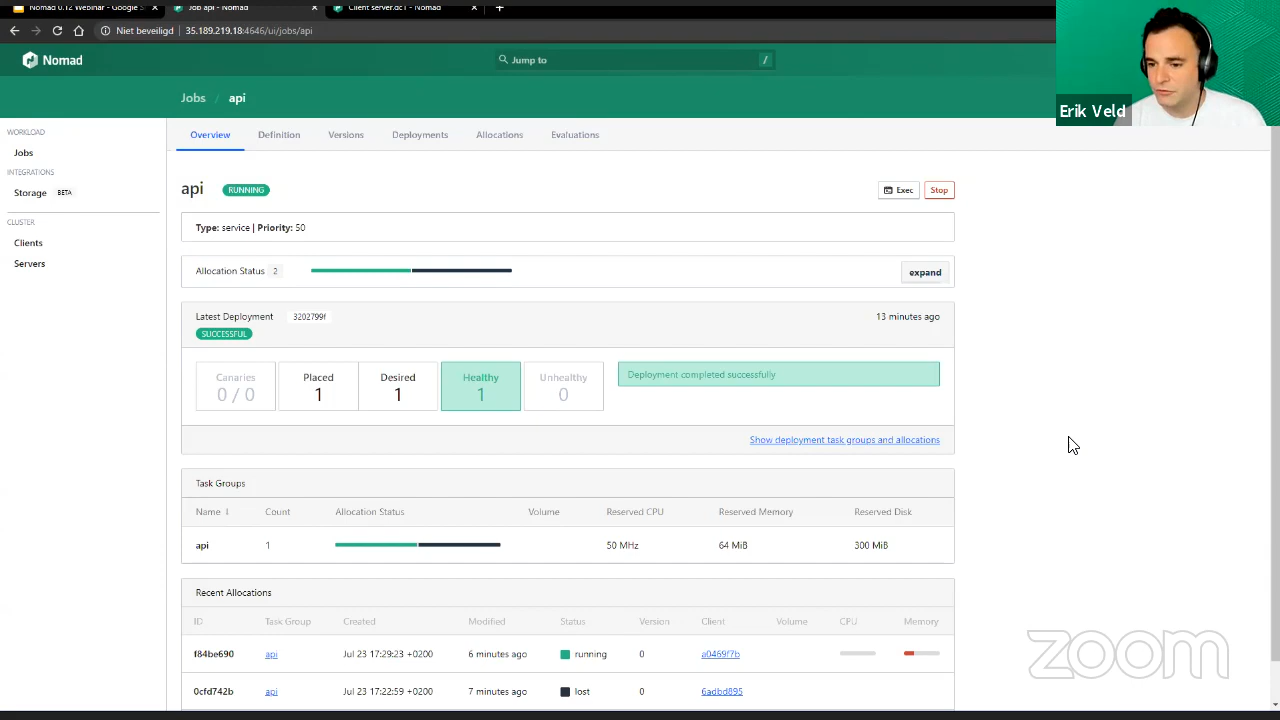 Nomad 0.12 Webinar - Google S
Job api - Nomad
Client server.dc1 - Nomad
Niet beveiligd
35.189.219.18:4646/ui/jobs/api
Nomad
Jump to
/
Erik Veld
Jobs / api
WORKLOAD
Jobs
INTEGRATIONS
Storage BETA
CLUSTER
Clients
Servers
Overview Definition Versions Deployments Allocations Evaluations
api RUNNING
Exec Stop
Type: service | Priority: 50
Allocation Status 2
expand
Latest Deployment 3202799f
13 minutes ago
SUCCESSFUL
Canaries Placed Desired Healthy Unhealthy
0 / 0 1 1 1 0
Deployment completed successfully
Show deployment task groups and allocations
Task Groups
Name Count Allocation Status Volume Reserved CPU Reserved Memory Reserved Disk
api 1 50 MHz 64 MiB 300 MiB
Recent Allocations
ID Task Group Created Modified Status Version Client Volume CPU Memory
f84be690 api Jul 23 17:29:23 +0200 6 minutes ago running 0 a0469f7b
0cfd742b api Jul 23 17:22:59 +0200 7 minutes ago lost 0 6adbd895
zoom